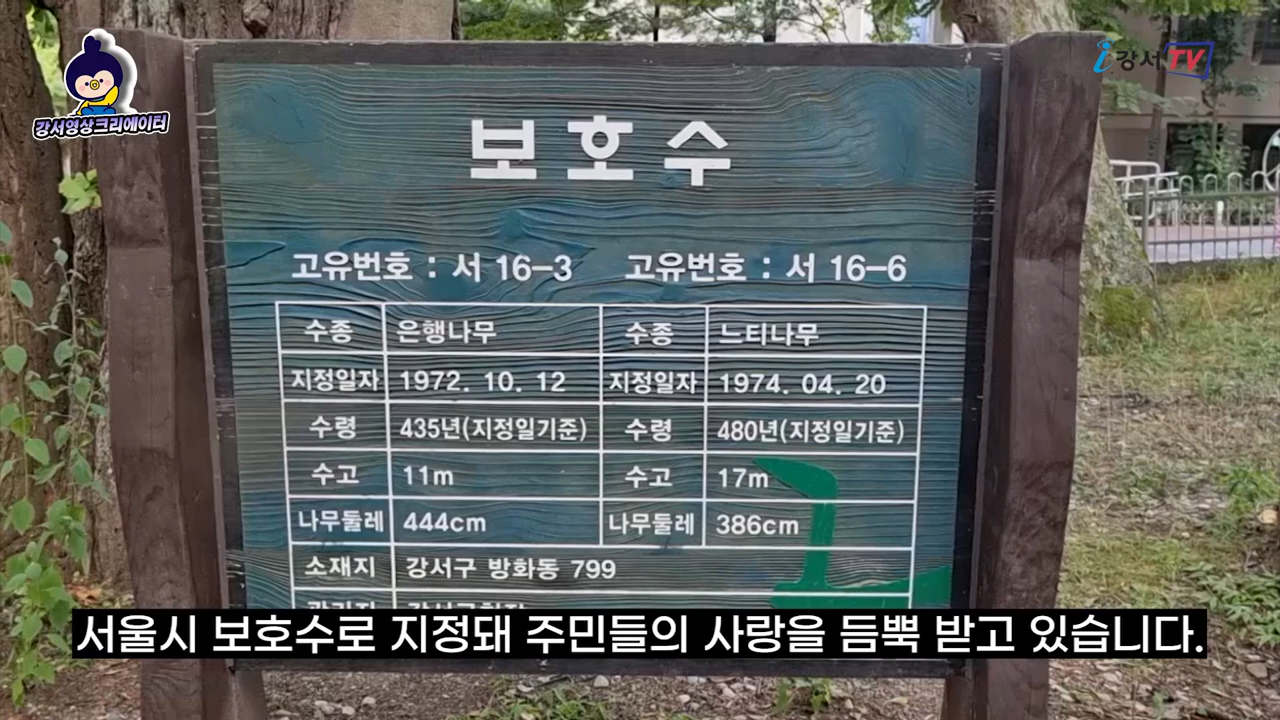 강서영상크리에이터
i강서TV
보호수
고유번호 : 서 16-3 고유번호 : 서 16-6
수종 은행나무 수종 느티나무
지정일자 1972. 10. 12 지정일자 1974. 04. 20
수령 435년(지정일기준) 수령 480년(지정일기준)
수고 11m 수고 17m
나무둘레 444cm 나무둘레 386cm
소재지 강서구 방화동 799
서울시 보호수로 지정돼 주민들의 사랑을 듬뿍 받고 있습니다.